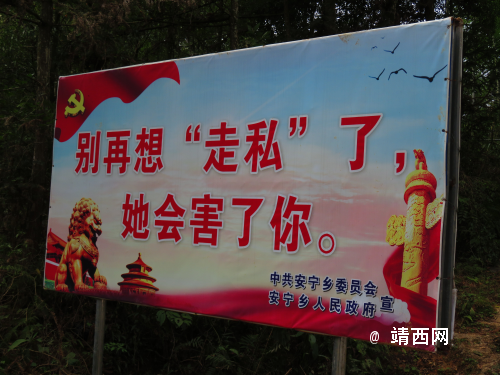 别再想“走私”了，
她会害了你。
中共安宁乡委员会
安宁乡人民政府
宣
@ 靖西网